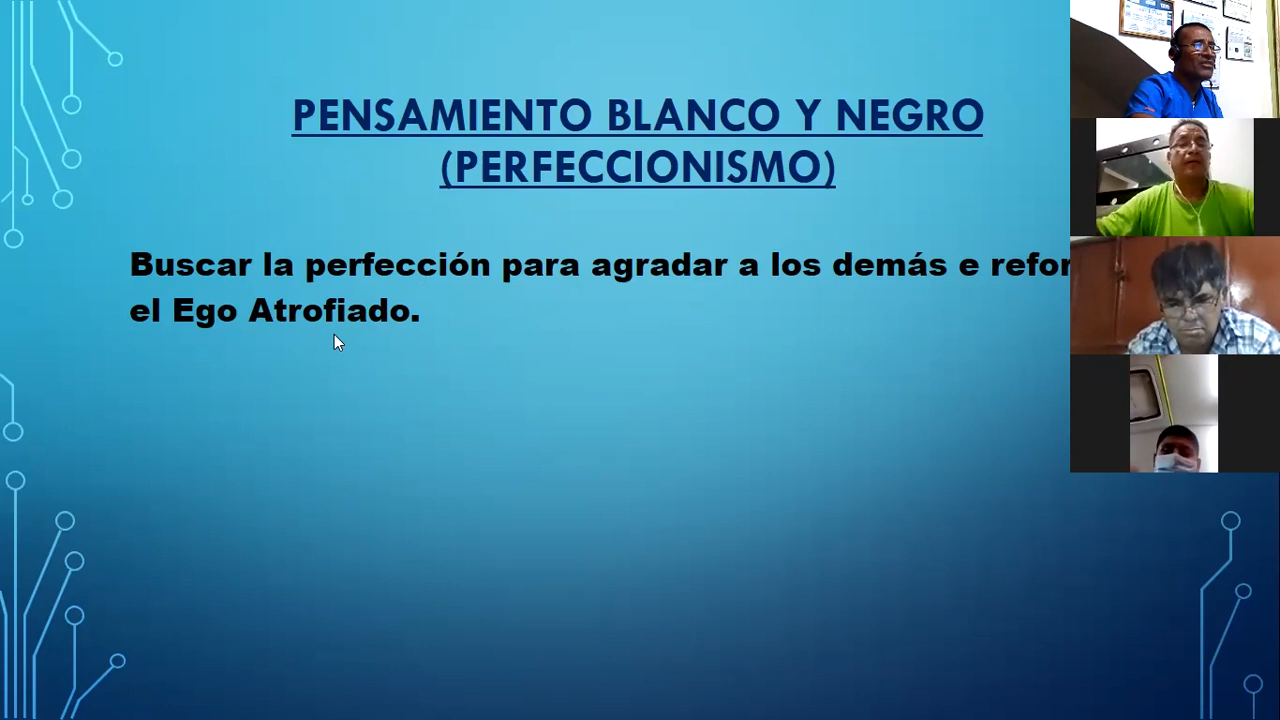 PENSAMIENTO BLANCO Y NEGRO
(PERFECCIONISMO)
Buscar la perfección para agradar a los demás e
el Ego Atrofiado.